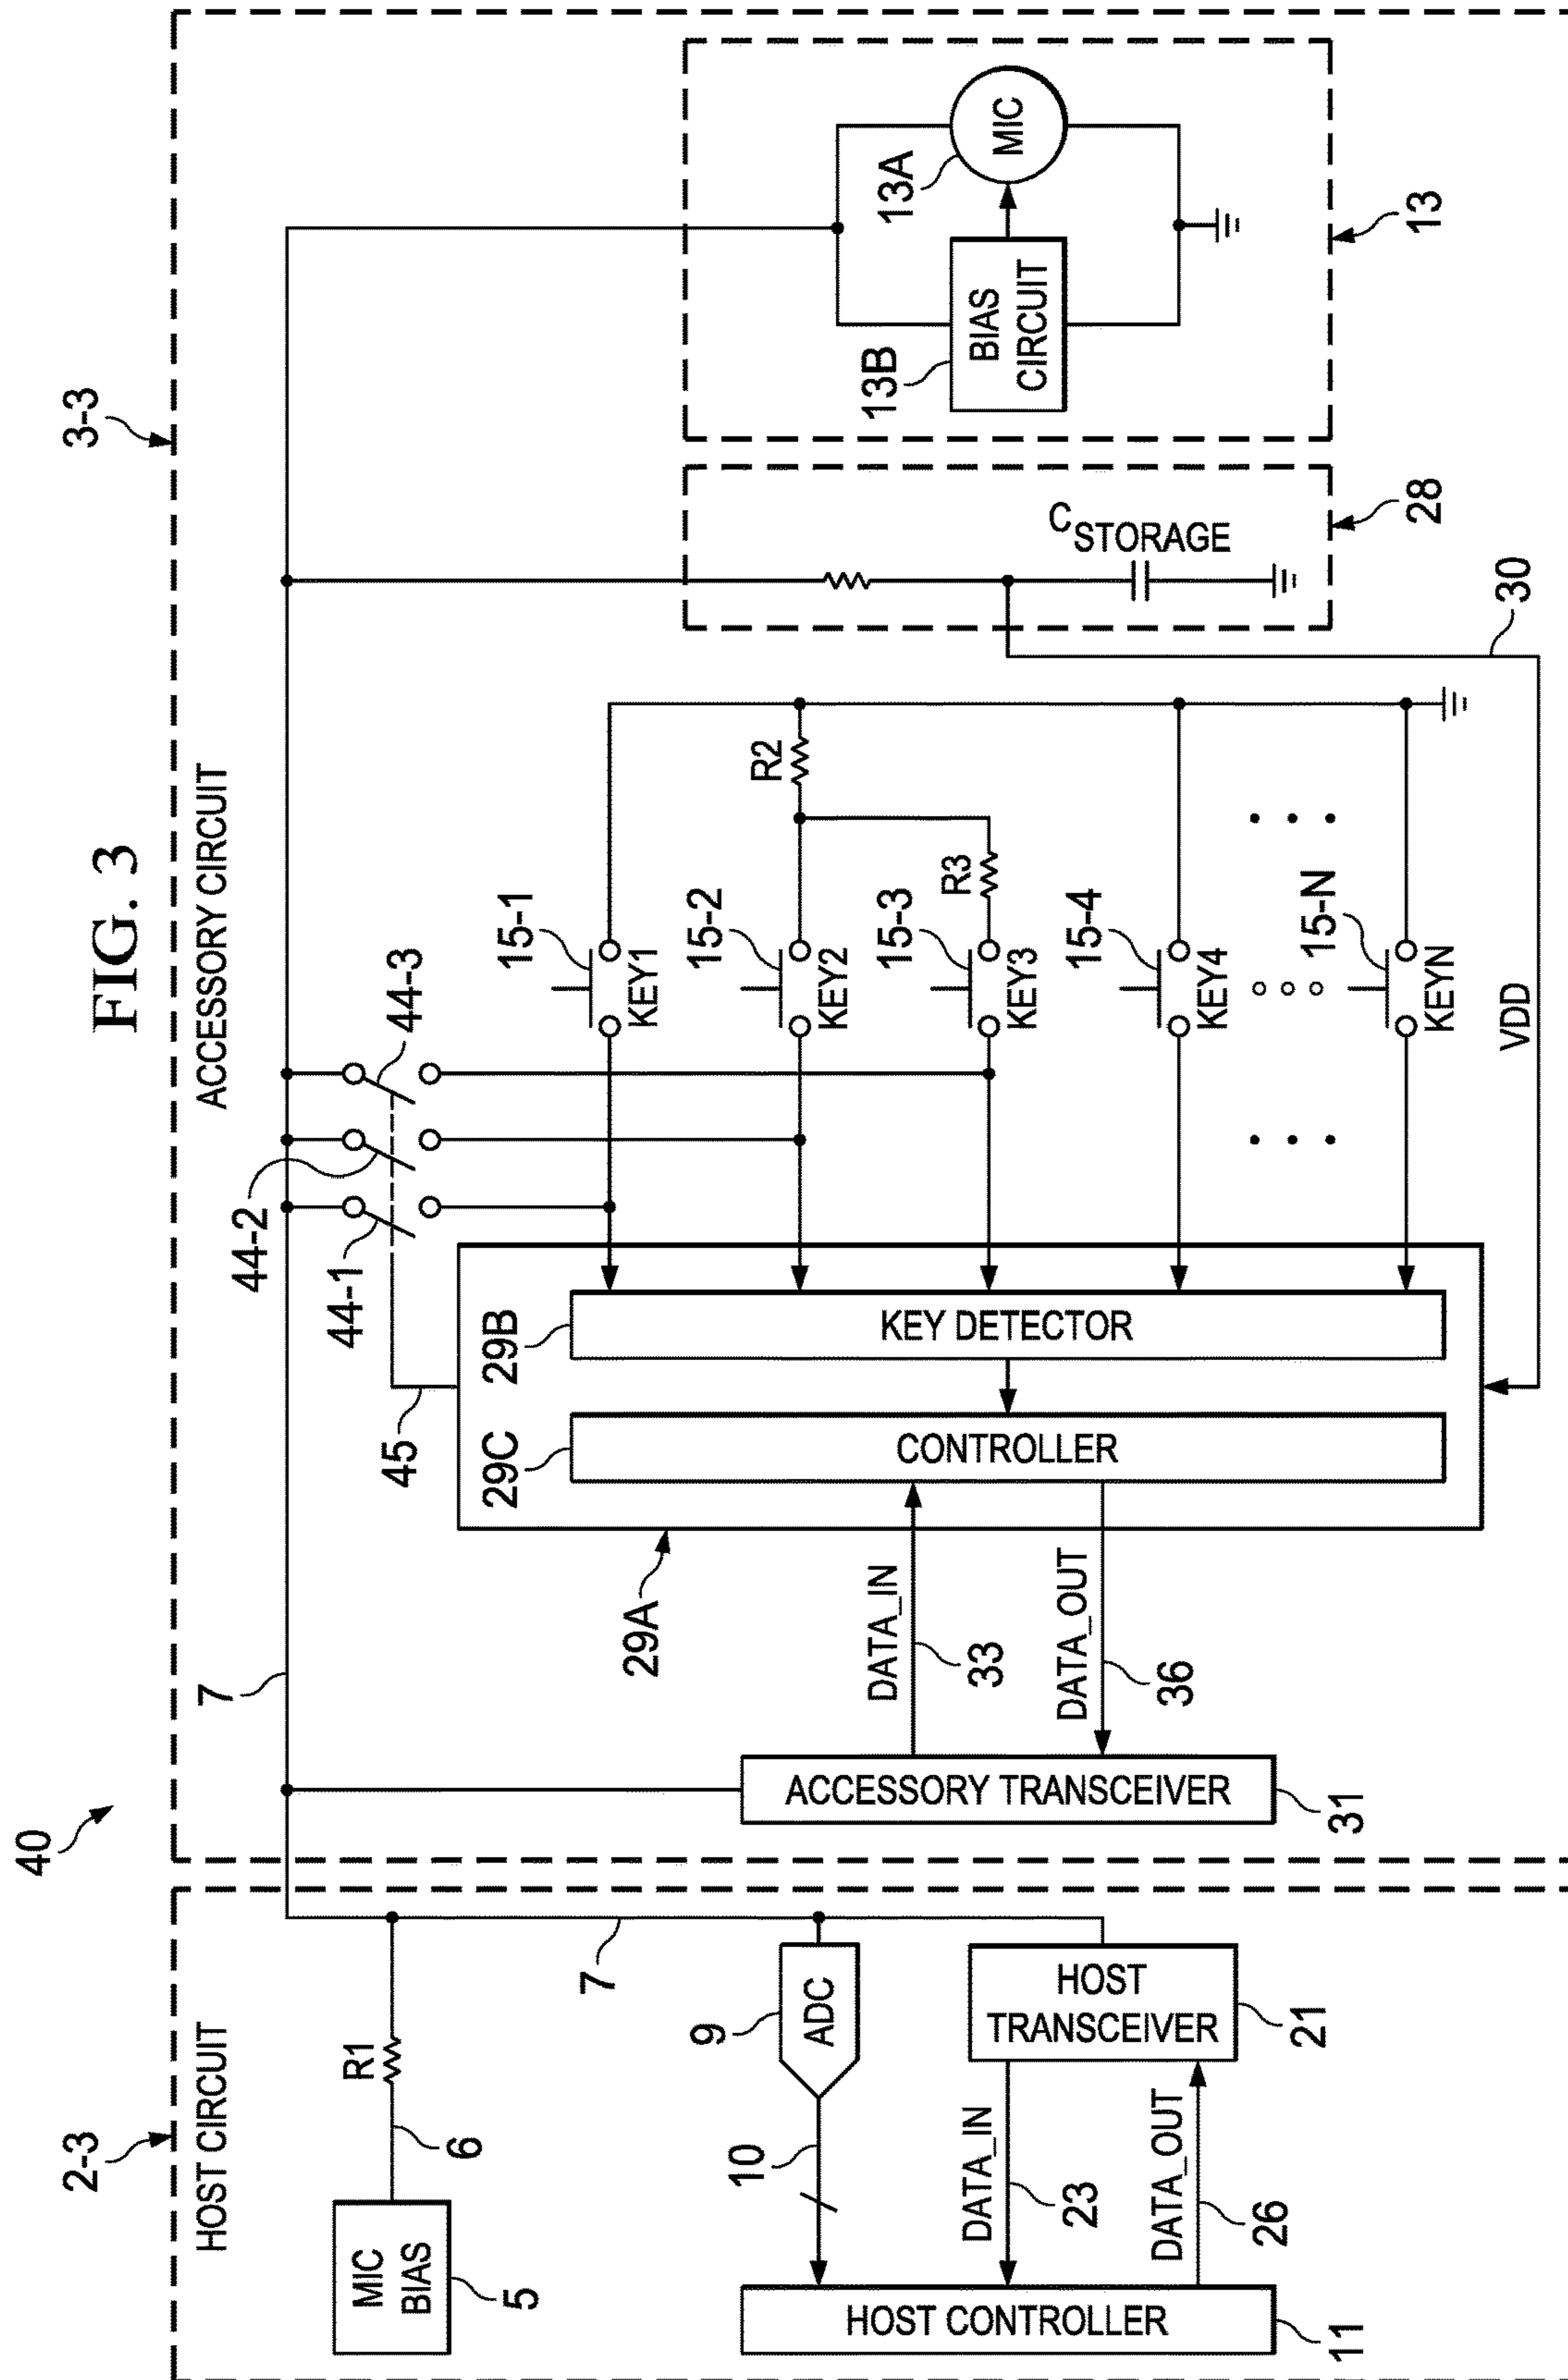 FIG. 3
40
2-3
HOST CIRCUIT
MIC
BIAS
5
6
R1
7
ADC
9
10
HOST
TRANSCEIVER
21
DATA_IN
23
DATA_OUT
26
HOST CONTROLLER
11
3-3
ACCESSORY CIRCUIT
7
44-1
44-2
44-3
45
ACCESSORY TRANSCEIVER
31
DATA_IN
33
DATA_OUT
36
29A
29C
CONTROLLER
29B
KEY DETECTOR
15-1
KEY1
15-2
KEY2
R2
15-3
KEY3
R3
15-4
KEY4
15-N
KEYN
VDD
30
CSTORAGE
28
13B
BIAS
CIRCUIT
13A
MIC
13